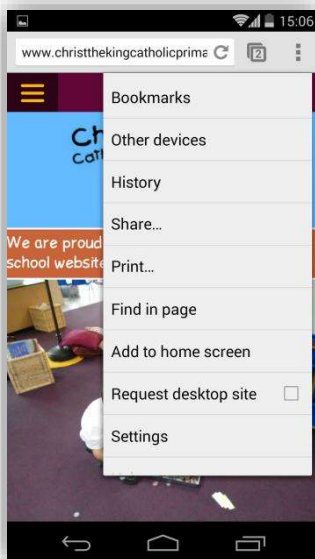 15:06
www.christthekingcatholicprima
2
Ch
Cat
Bookmarks
Other devices
History
Share...
We are proud
school website
Print...
Find in page
Add to home screen
Request desktop site
Settings